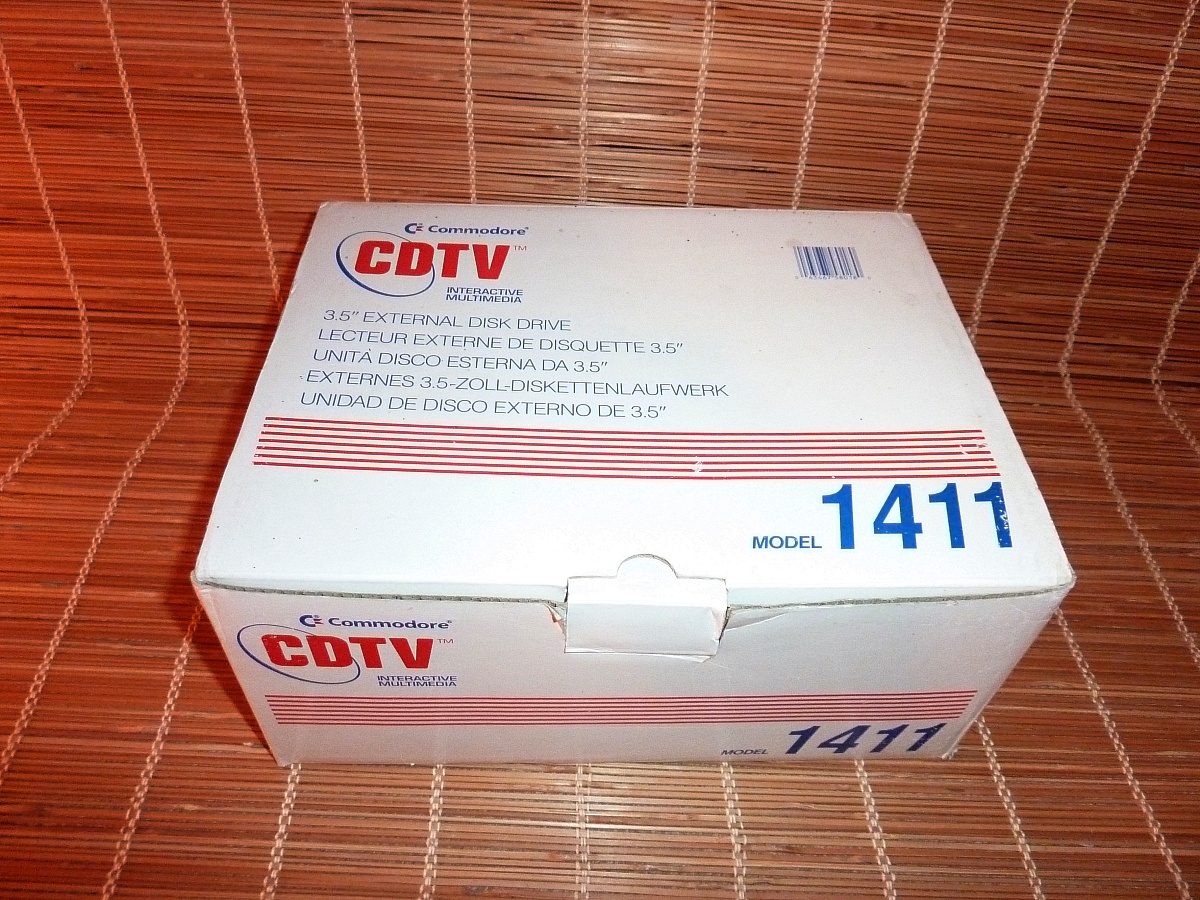 Commodore®
CDTV™
INTERACTIVE
MULTIMEDIA
3.5" EXTERNAL DISK DRIVE
LECTEUR EXTERNE DE DISQUETTE 3.5"
UNITÀ DISCO ESTERNA DA 3.5"
EXTERNES 3.5-ZOLL-DISKETTENLAUFWERK
UNIDAD DE DISCO EXTERNO DE 3.5"
MODEL 1411
Commodore®
CDTV™
INTERACTIVE
MULTIMEDIA
MODEL 1411